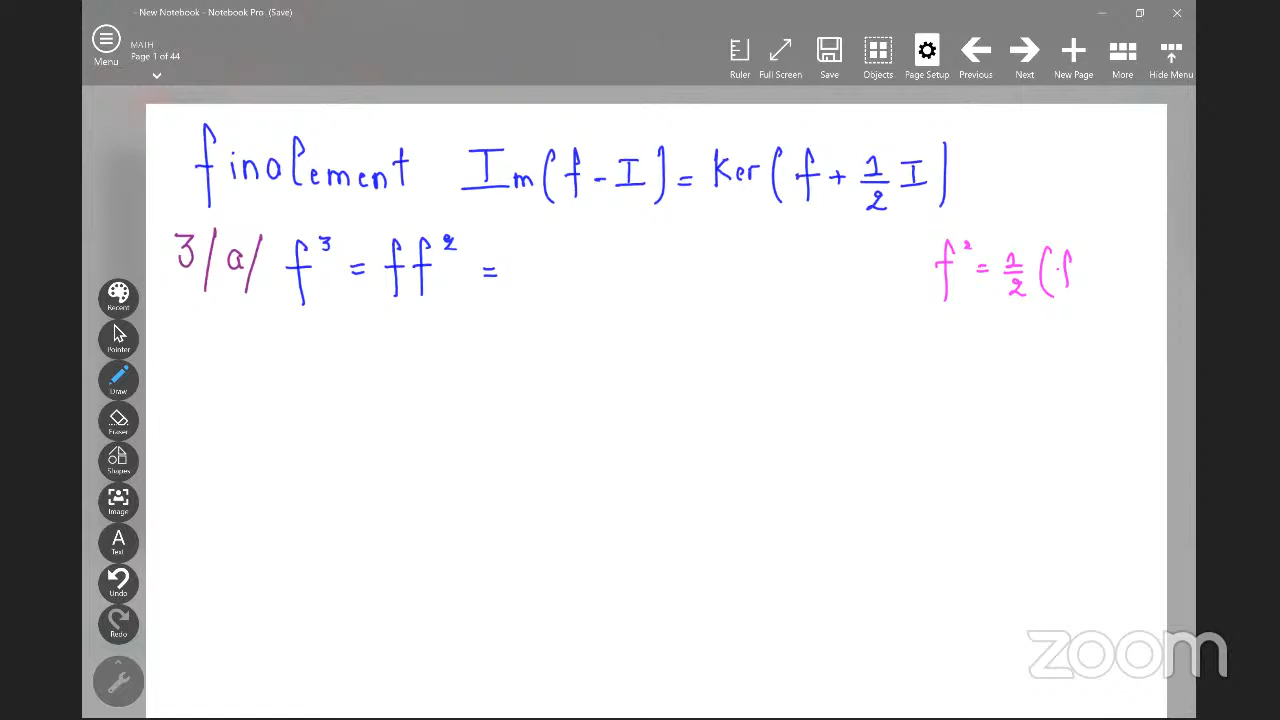 - New Notebook - Notebook Pro (Save)
Menu
MATH
Page 1 of 44
Ruler
Full Screen
Save
Objects
Page Setup
Previous
Next
New Page
More
Hide Menu
finalement Im(f - I) = Ker(f + 1/2 I)
3/a/ f³ = ff² =
f² = 1/2 (f
Recent
Pointer
Draw
Eraser
Shapes
Image
A
Text
Undo
Redo
zoom